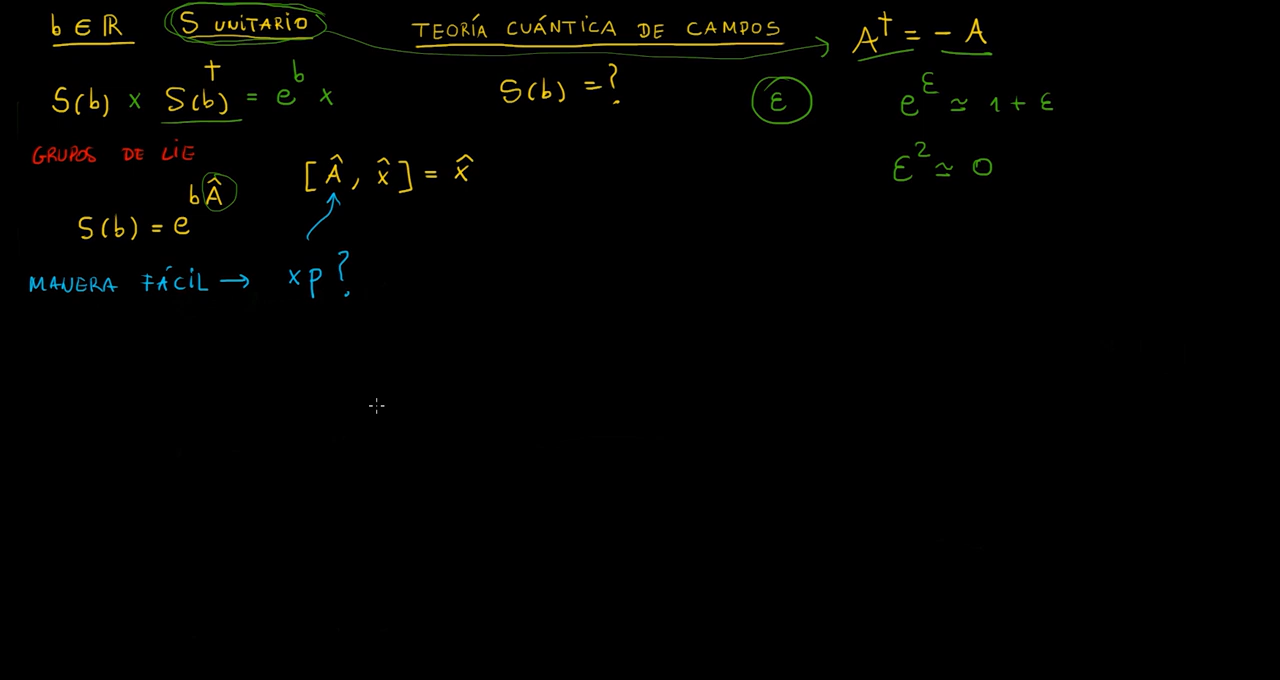 b ∈ ℝ S UNITARIO TEORÍA CUÁNTICA DE CAMPOS A† = - A
S(b) x S(b)† = e^b x S(b) = ? ε e^ε ≃ 1 + ε
GRUPOS DE LIE [Â, x̂] = x̂ ε² ≃ 0
S(b) = e^{bÂ}
MANERA FÁCIL → xp?